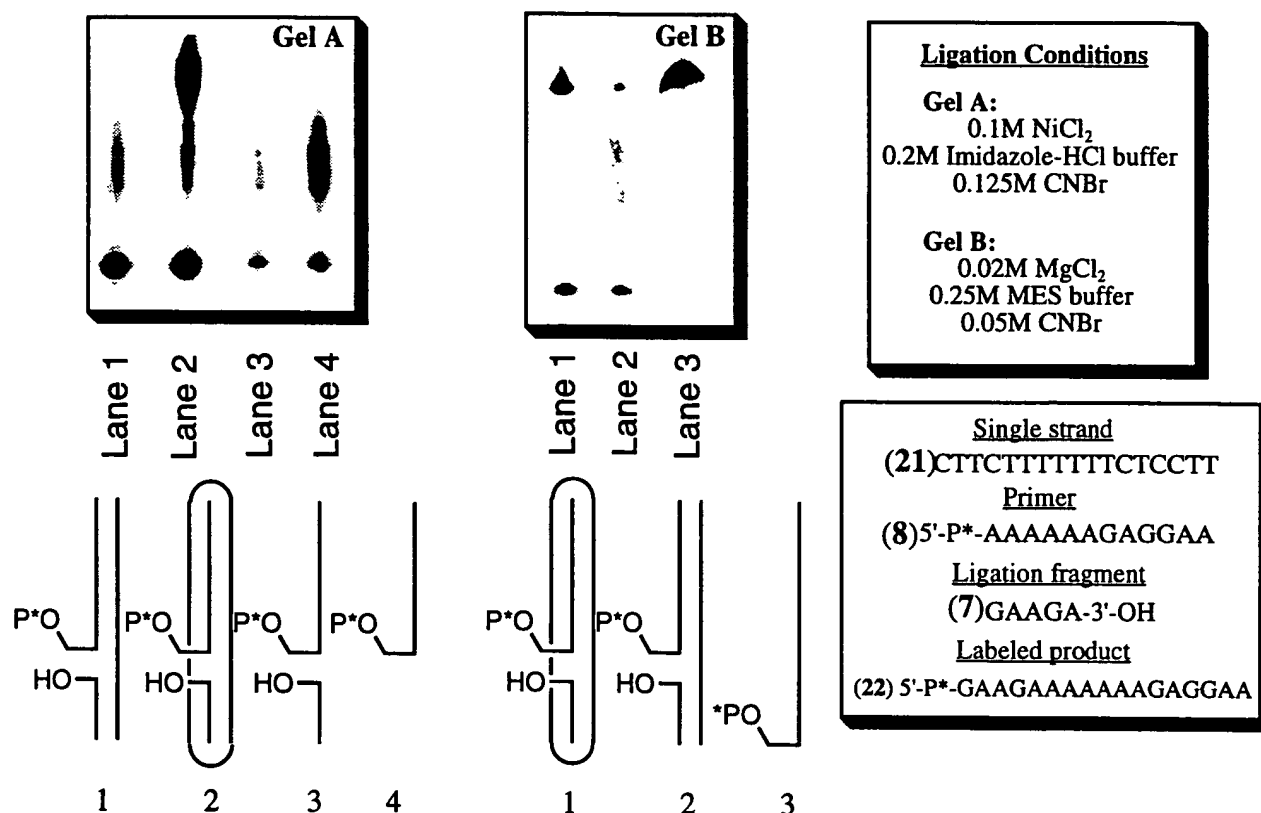 Gel A
Gel B
Lane 1
Lane 2
Lane 3
Lane 4
Lane 1
Lane 2
Lane 3
P*O
HO
P*O
HO
P*O
HO
P*O
P*O
HO
P*O
HO
*PO
1
2
3
4
1
2
3
Ligation Conditions
Gel A:
0.1M NiCl₂
0.2M Imidazole-HCl buffer
0.125M CNBr
Gel B:
0.02M MgCl₂
0.25M MES buffer
0.05M CNBr
Single strand
(21)CTTCTTTTTTTCTCCTT
Primer
(8)5'-P*-AAAAAAGAGGAA
Ligation fragment
(7)GAAGA-3'-OH
Labeled product
(22) 5'-P*-GAAGAAAAAAAGAGGAA